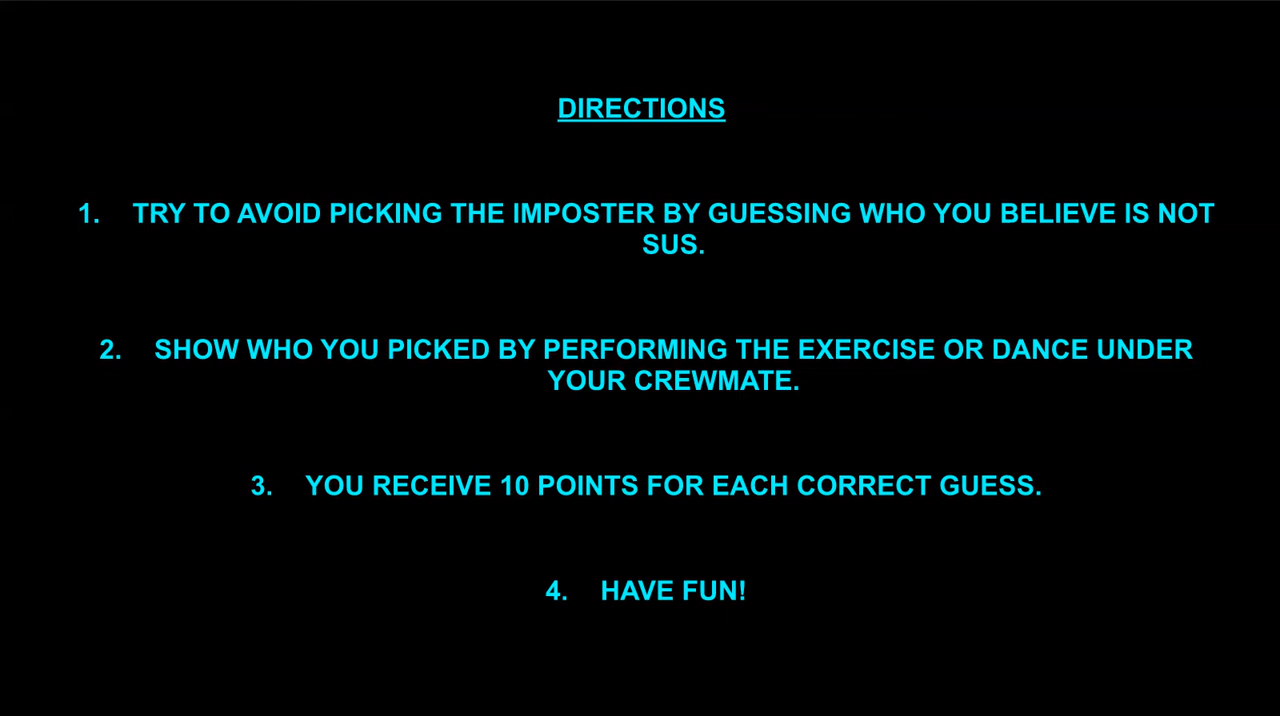 DIRECTIONS
1. TRY TO AVOID PICKING THE IMPOSTER BY GUESSING WHO YOU BELIEVE IS NOT
SUS.
2. SHOW WHO YOU PICKED BY PERFORMING THE EXERCISE OR DANCE UNDER
YOUR CREWMATE.
3. YOU RECEIVE 10 POINTS FOR EACH CORRECT GUESS.
4. HAVE FUN!